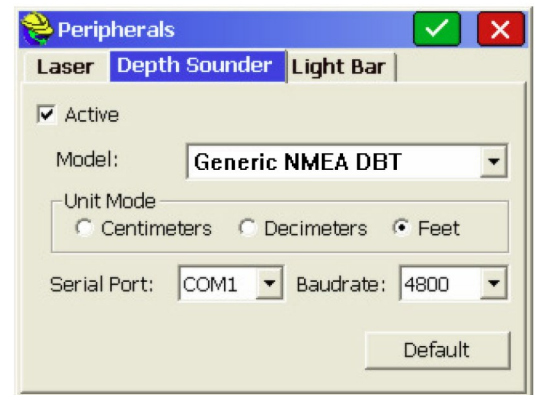 Peripherals
Laser Depth Sounder Light Bar
Active
Model: Generic NMEA DBT
Unit Mode
Centimeters Decimeters Feet
Serial Port: COM1 Baudrate: 4800
Default